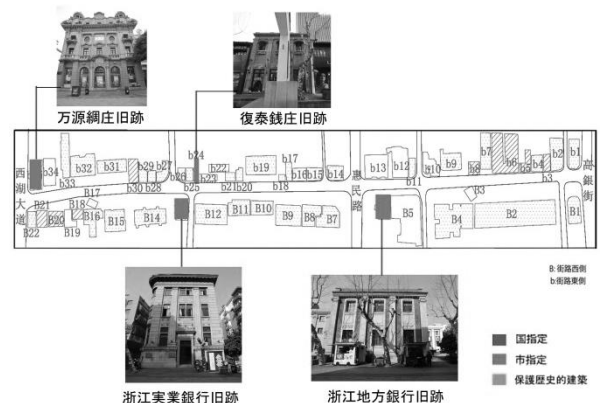 万源綢庄旧跡
復泰銭庄旧跡
西湖大道
恵民路
高銀街
b34
b33
b32
b31
b30
b29
b28
b27
b26
b25
b24
b22
b21
b20
b19
b18
b17
b16
b15
b14
b13
b12
b11
b10
b9
b8
b7
b6
b5
b4
b3
b2
b1
B22
B21
B20
B19
B18
B17
B16
B15
B14
B12
B11
B10
B9
B8
B7
B5
B4
B3
B2
B1
B:街路西側
b:街路東側
国指定
市指定
保護歴史的建築
浙江実業銀行旧跡
浙江地方銀行旧跡